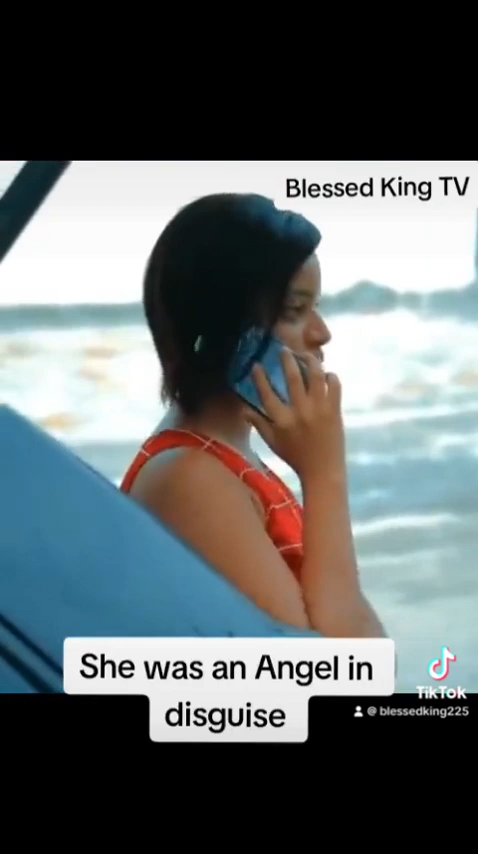 Blessed King TV
She was an Angel in
disguise
TikTok
@ blessedking225